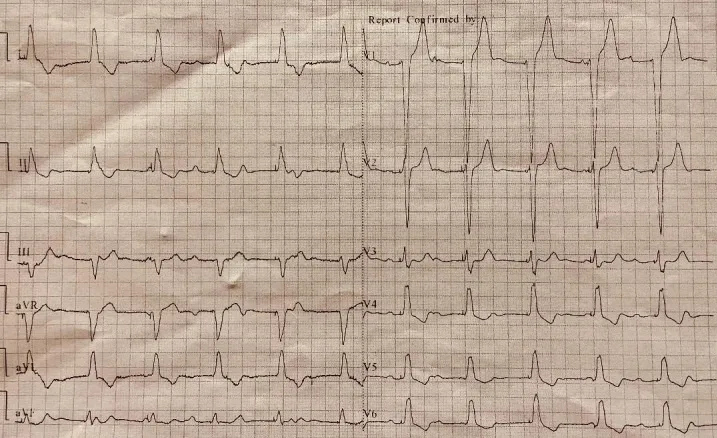 Report Confirmed by
I
V1
II
V2
III
V3
aVR
V4
aVL
V5
aVF
V6